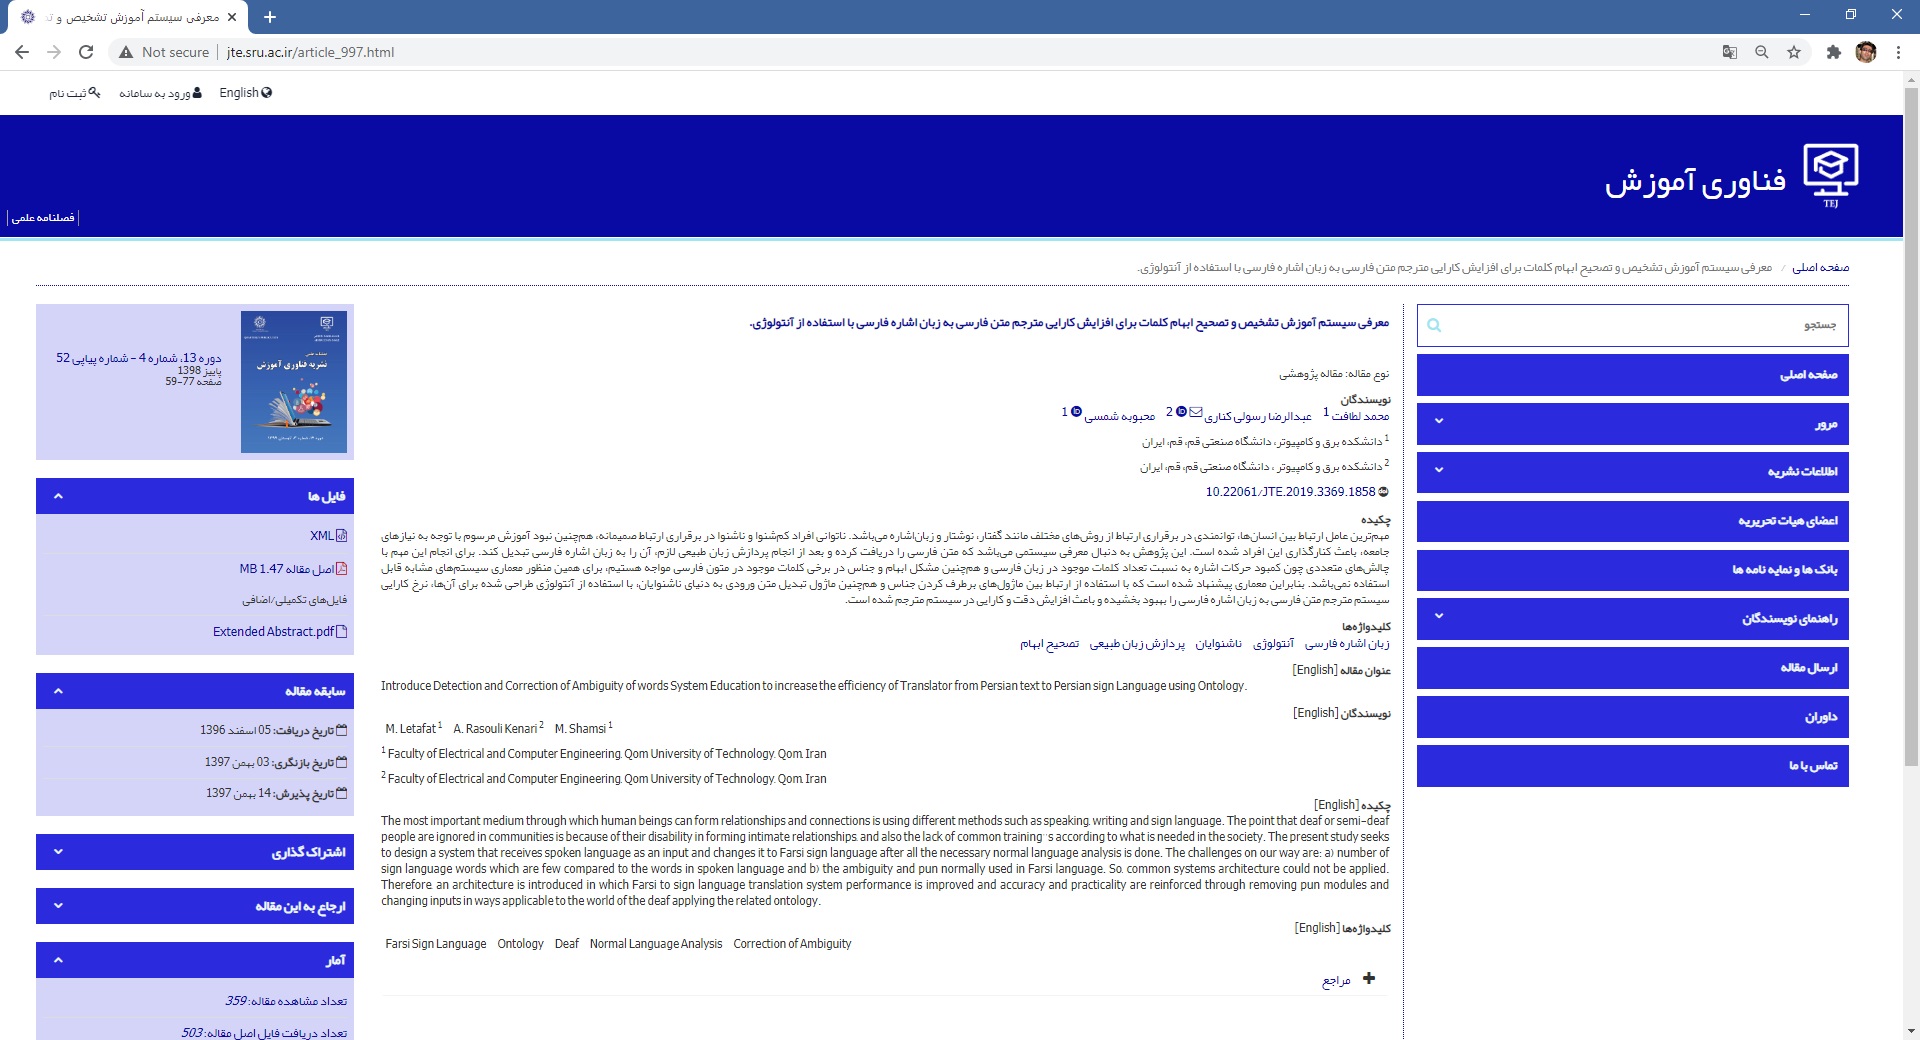 معرفی سیستم آموزش تشخیص و تص
Not secure
jte.sru.ac.ir/article_997.html
English
ورود به سامانه
ثبت نام
فناوری آموزش
TEJ
فصلنامه علمی
صفحه اصلی / معرفی سیستم آموزش تشخیص و تصحیح ابهام کلمات برای افزایش کارایی مترجم متن فارسی به زبان اشاره فارسی با استفاده از آنتولوژی.
جستجو
صفحه اصلی
مرور
اطلاعات نشریه
اعضای هیات تحریریه
بانک ها و نمایه نامه ها
راهنمای نویسندگان
ارسال مقاله
داوران
تماس با ما
معرفی سیستم آموزش تشخیص و تصحیح ابهام کلمات برای افزایش کارایی مترجم متن فارسی به زبان اشاره فارسی با استفاده از آنتولوژی.
نوع مقاله: مقاله پژوهشی
نویسندگان
محمد لطافت 1 عبدالرضا رسولی کناری 2 محبوبه شمسی 1
1 دانشکده برق و کامپیوتر، دانشگاه صنعتی قم، قم، ایران
2 دانشکده برق و کامپیوتر ، دانشگاه صنعتی قم، قم، ایران
10.22061/JTE.2019.3369.1858
چکیده
مهم‌ترین عامل ارتباط بین انسان‌ها، توانمندی در برقراری ارتباط از روش‌های مختلف مانند گفتار، نوشتار و زبان‌اشاره می‌باشد. ناتوانی افراد کم‌شنوا و ناشنوا در برقراری ارتباط صمیمانه، هم‌چنین نبود آموزش مرسوم با توجه به نیازهای
جامعه، باعث کنارگذاری این افراد شده است. این پژوهش به دنبال معرفی سیستمی می‌باشد که متن فارسی را دریافت کرده و بعد از انجام پردازش زبان طبیعی لازم، آن را به زبان اشاره فارسی تبدیل کند. برای انجام این مهم با
چالش‌های متعددی چون کمبود حرکات اشاره به نسبت تعداد کلمات موجود در زبان فارسی و هم‌چنین مشکل ابهام و جناس در برخی کلمات موجود در متون فارسی مواجه هستیم، برای همین منظور معماری سیستم‌های مشابه قابل
استفاده نمی‌باشد. بنابراین معماری پیشنهاد شده است که با استفاده از ارتباط بین ماژول‌های برطرف کردن جناس و هم‌چنین ماژول تبدیل متن ورودی به دنیای ناشنوایان، با استفاده از آنتولوژی طراحی شده برای آن‌ها، نرخ کارایی
سیستم مترجم متن فارسی به زبان اشاره فارسی را بهبود بخشیده و باعث افزایش دقت و کارایی در سیستم مترجم شده است.
کلیدواژه‌ها
زبان اشاره فارسی آنتولوژی ناشنوایان پردازش زبان طبیعی تصحیح ابهام
عنوان مقاله [English]
Introduce Detection and Correction of Ambiguity of words System Education to increase the efficiency of Translator from Persian text to Persian sign Language using Ontology.
نویسندگان [English]
M. Letafat 1 A. Rasouli Kenari 2 M. Shamsi 1
1 Faculty of Electrical and Computer Engineering, Qom University of Technology, Qom, Iran
2 Faculty of Electrical and Computer Engineering, Qom University of Technology, Qom, Iran
چکیده [English]
The most important medium through which human beings can form relationships and connections is using different methods such as speaking, writing and sign language. The point that deaf or semi-deaf
people are ignored in communities is because of their disability in forming intimate relationships, and also the lack of common training¨s according to what is needed in the society. The present study seeks
to design a system that receives spoken language as an input and changes it to Farsi sign language after all the necessary normal language analysis is done. The challenges on our way are: a) number of
sign language words which are few compared to the words in spoken language and b) the ambiguity and pun normally used in Farsi language. So, common systems architecture could not be applied.
Therefore, an architecture is introduced in which Farsi to sign language translation system performance is improved and accuracy and practicality are reinforced through removing pun modules and
changing inputs in ways applicable to the world of the deaf applying the related ontology.
کلیدواژه‌ها [English]
Farsi Sign Language Ontology Deaf Normal Language Analysis Correction of Ambiguity
مراجع
نشریه فناوری آموزش
دوره 13، شماره 4 - شماره پیاپی 52
پاییز 1398
صفحه 77-59
فایل ها
XML
اصل مقاله 1.47 MB
فایل‌های تکمیلی/اضافی
Extended Abstract.pdf
سابقه مقاله
تاریخ دریافت: 05 اسفند 1396
تاریخ بازنگری: 03 بهمن 1397
تاریخ پذیرش: 14 بهمن 1397
اشتراک گذاری
ارجاع به این مقاله
آمار
تعداد مشاهده مقاله: 359
تعداد دریافت فایل اصل مقاله: 503